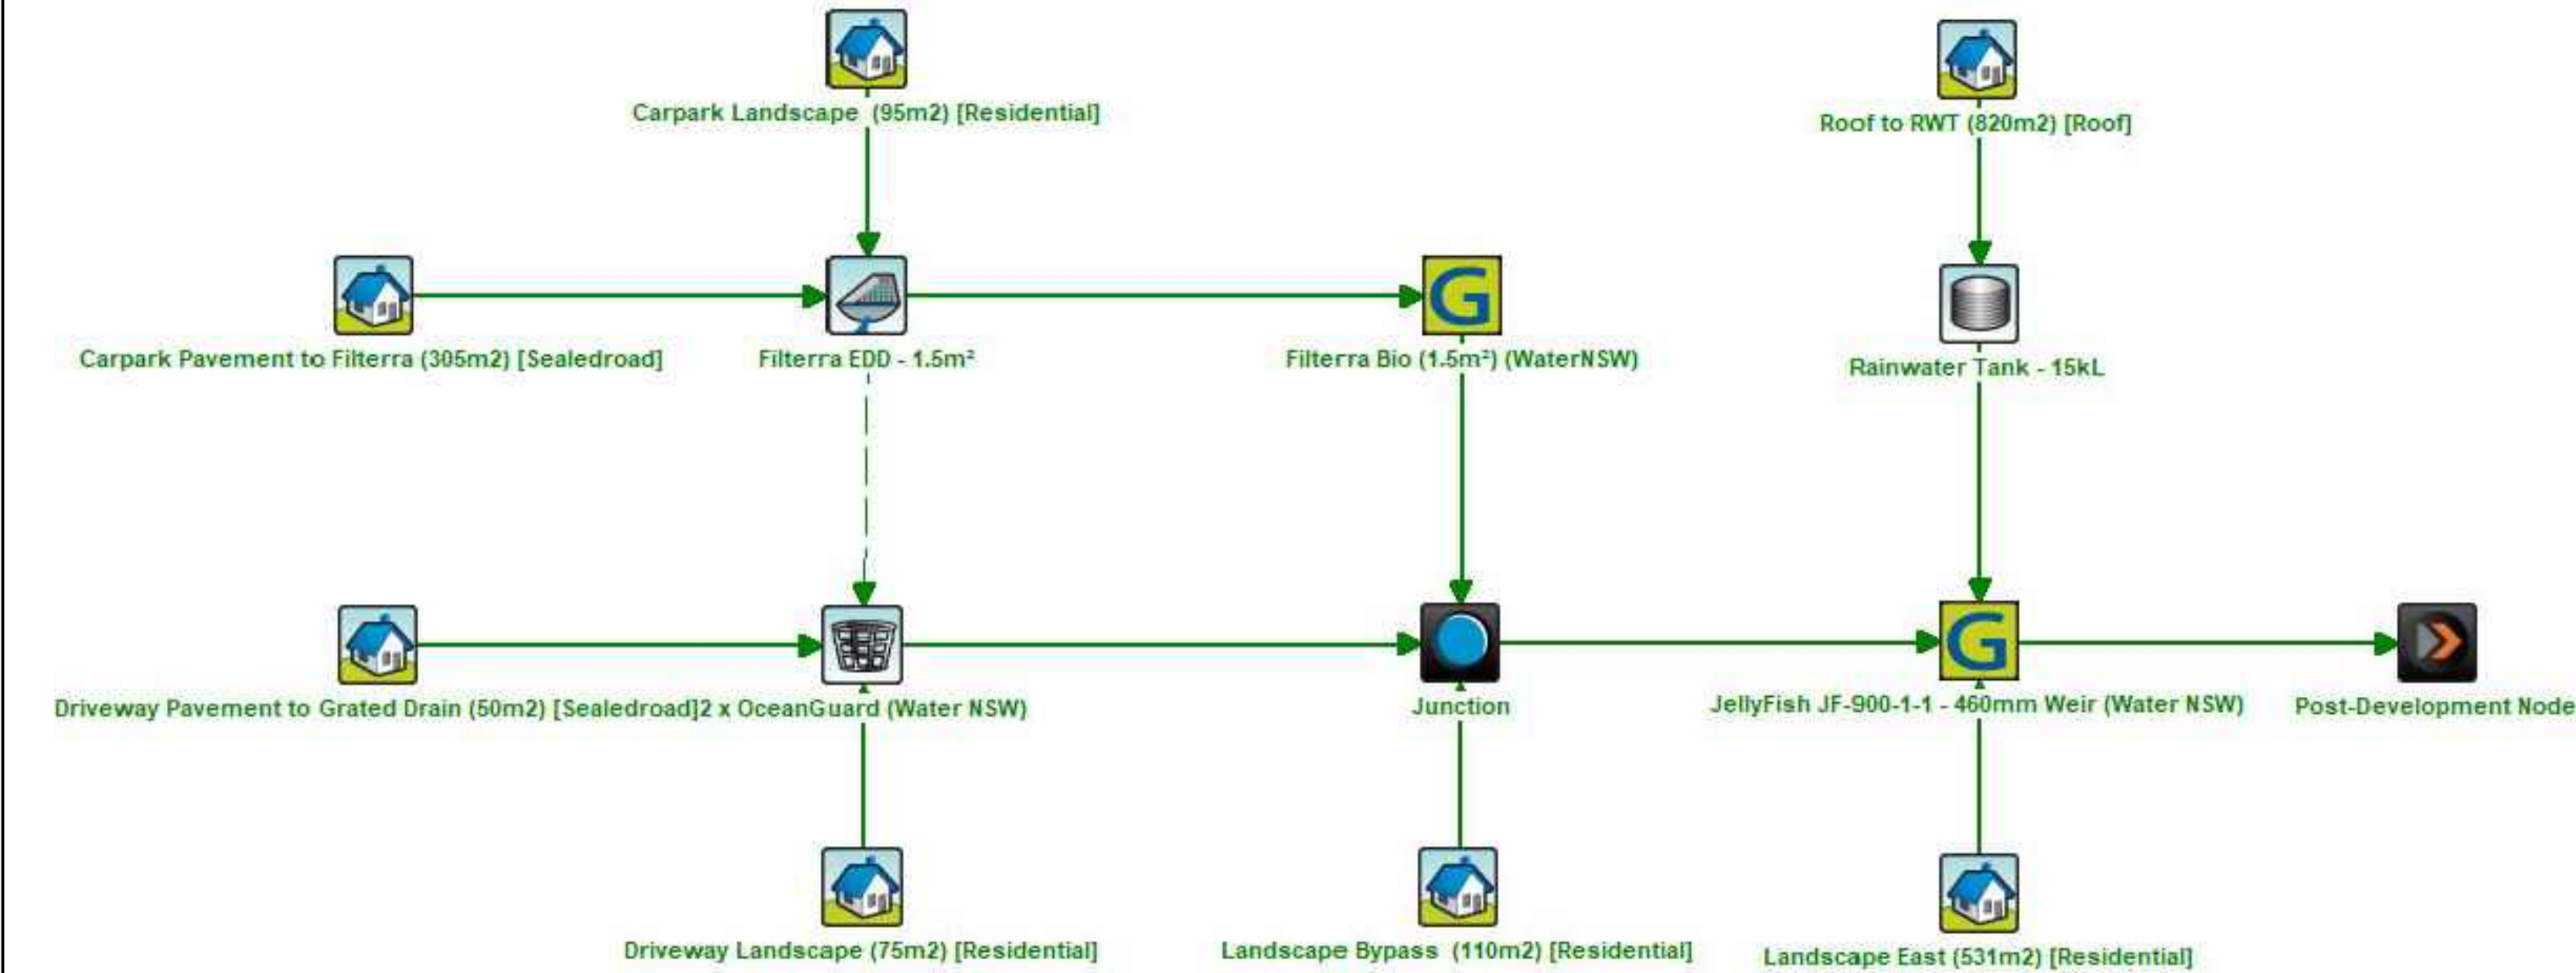 Carpark Landscape (95m2) [Residential]
Roof to RWT (820m2) [Roof]
G
Carpark Pavement to Filterra (305m2) [Sealedroad]
Filterra EDD - 1.5m²
Filterra Bio (1.5m²) (WaterNSW)
Rainwater Tank - 15kL
G
Driveway Pavement to Grated Drain (50m2) [Sealedroad]
2 x OceanGuard (Water NSW)
Junction
JellyFish JF-900-1-1 - 460mm Weir (Water NSW)
Post-Development Node
Driveway Landscape (75m2) [Residential]
Landscape Bypass (110m2) [Residential]
Landscape East (531m2) [Residential]